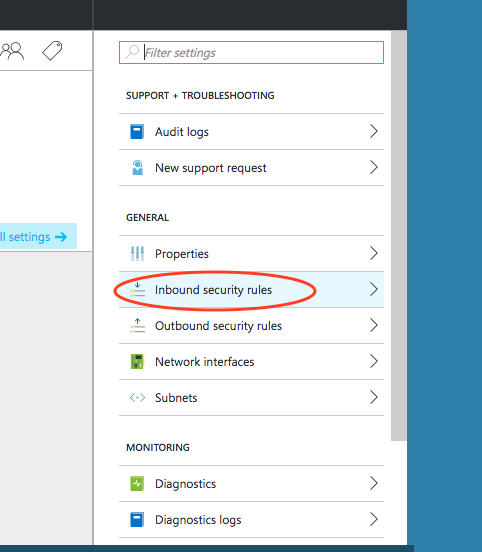 Filter settings
SUPPORT + TROUBLESHOOTING
Audit logs
New support request
ll settings
GENERAL
Properties
Inbound security rules
Outbound security rules
Network interfaces
Subnets
MONITORING
Diagnostics
Diagnostics logs